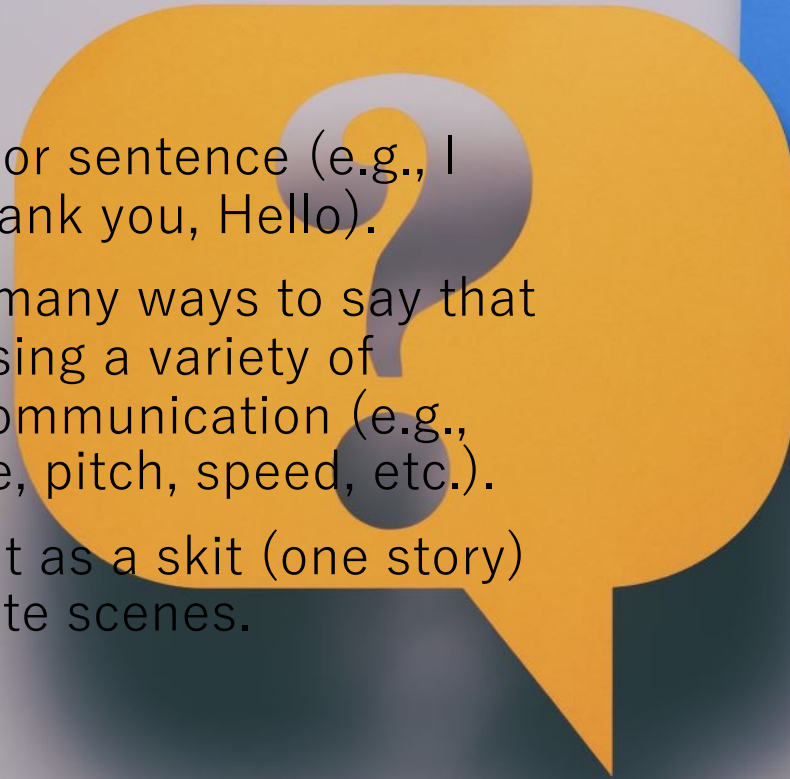 or sentence (e.g., I
ank you, Hello).
many ways to say that
sing a variety of
ommunication (e.g.,
e, pitch, speed, etc.).
t as a skit (one story)
te scenes.